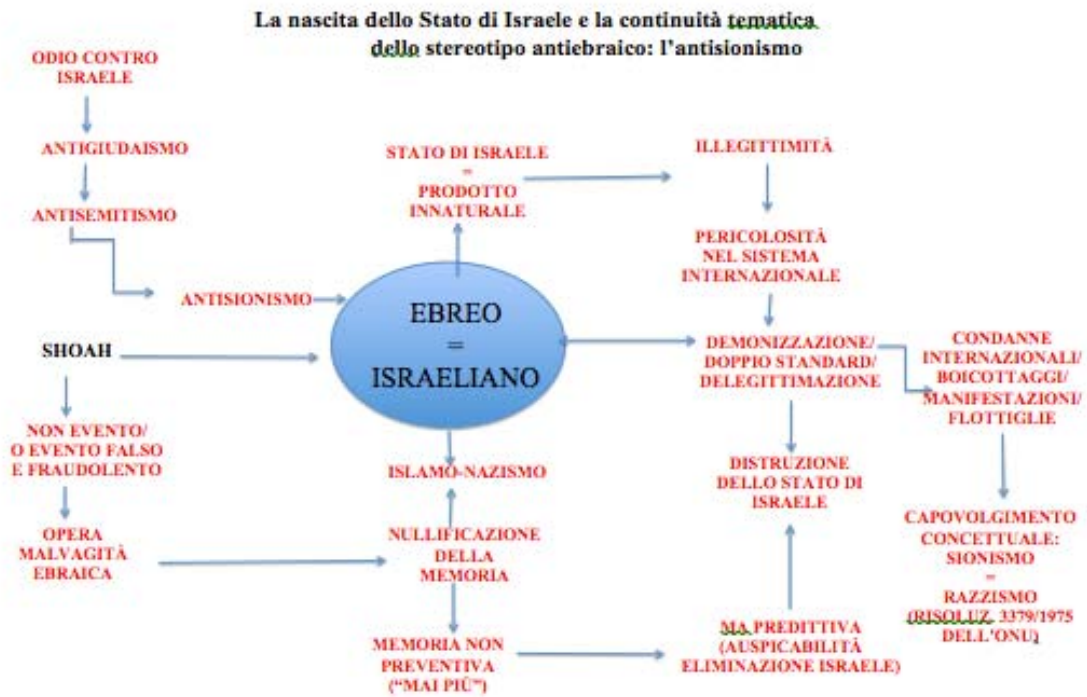 La nascita dello Stato di Israele e la continuità tematica
dello stereotipo antiebraico: l'antisionismo
ODIO CONTRO
ISRAELE
ANTIGIUDAISMO
ANTISEMITISMO
ANTISIONISMO
SHOAH
NON EVENTO/
O EVENTO FALSO
E FRAUDOLENTO
OPERA
MALVAGITÀ
EBRAICA
STATO DI ISRAELE
=
PRODOTTO
INNATURALE
EBREO
=
ISRAELIANO
ISLAMO-NAZISMO
NULLIFICAZIONE
DELLA
MEMORIA
MEMORIA NON
PREVENTIVA
("MAI PIÙ")
ILLEGITTIMITÀ
PERICOLOSITÀ
NEL SISTEMA
INTERNAZIONALE
DEMONIZZAZIONE/
DOPPIO STANDARD/
DELEGITTIMAZIONE
DISTRUZIONE
DELLO STATO DI
ISRAELE
MA PREDITTIVA
(AUSPICABILITÀ
ELIMINAZIONE ISRAELE)
CONDANNE
INTERNAZIONALI/
BOICOTTAGGI/
MANIFESTAZIONI/
FLOTTIGLIE
CAPOVOLGIMENTO
CONCETTUALE:
SIONISMO
=
RAZZISMO
(RISOLUZ. 3379/1975
DELL'ONU)